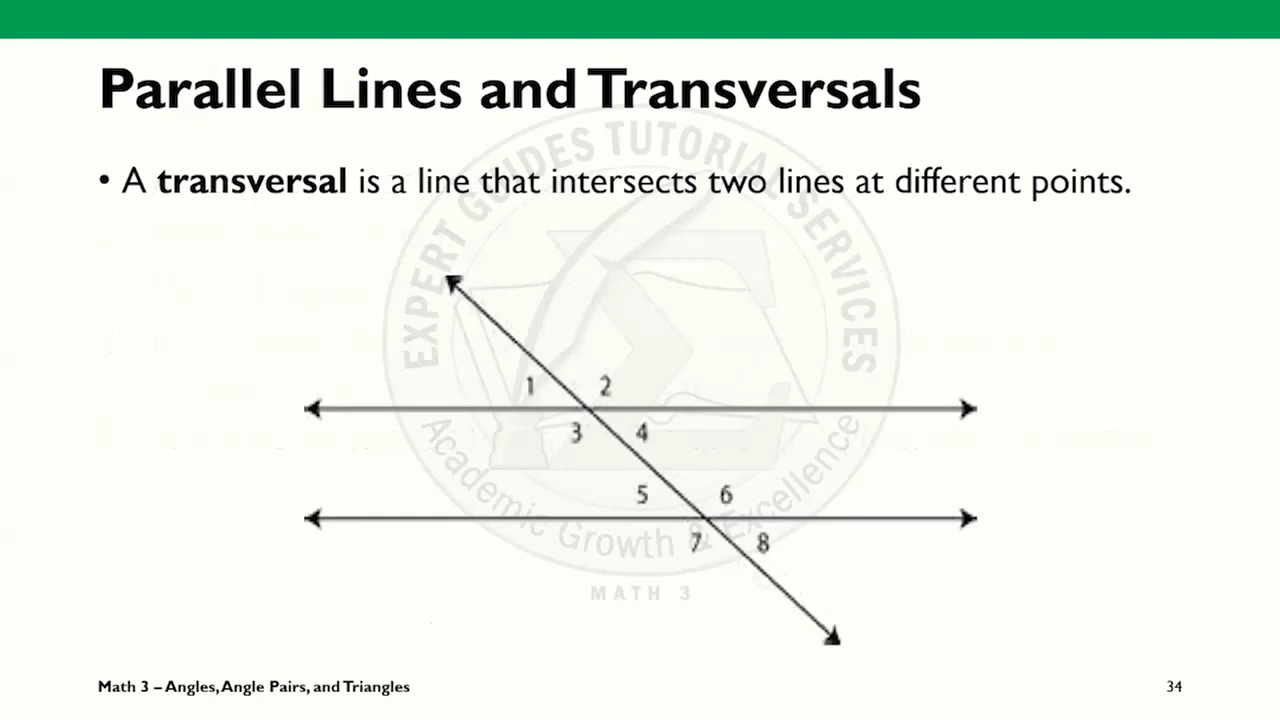 Parallel Lines and Transversals
• A transversal is a line that intersects two lines at different points.
EXPERT GUIDES TUTORIAL SERVICES
1 2
3 4
5 6
7 8
Academic Growth & Excellence
MATH 3
Math 3 – Angles, Angle Pairs, and Triangles 34